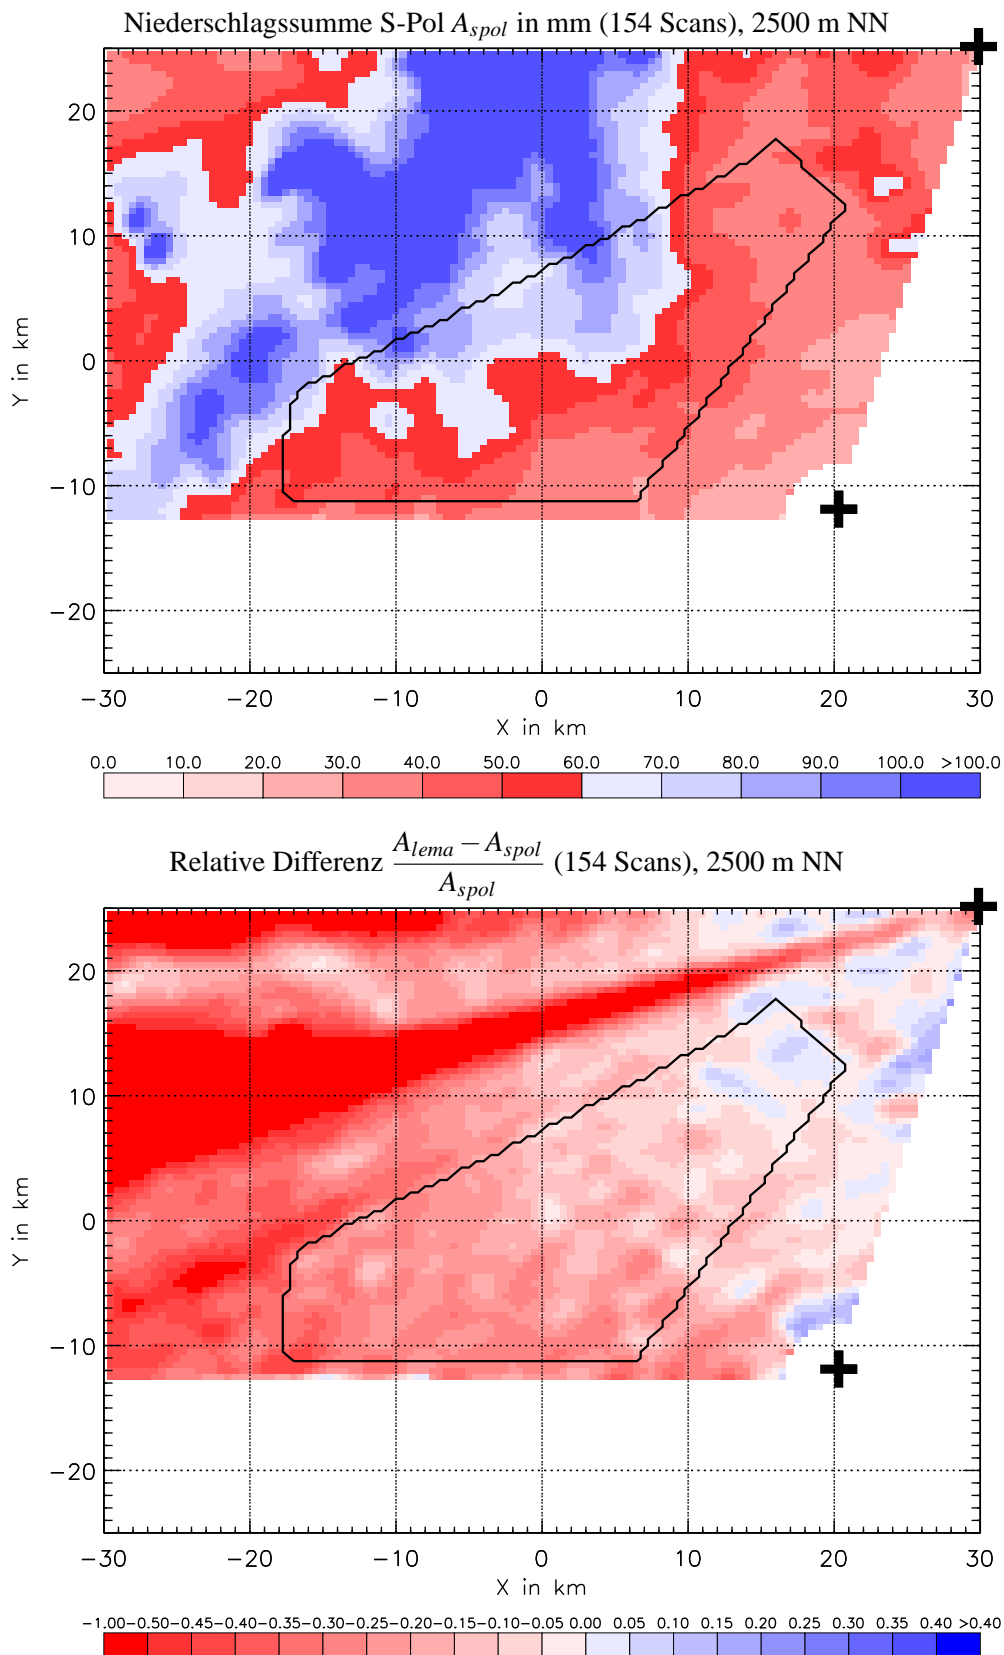 Niederschlagssumme S-Pol A_spol in mm (154 Scans), 2500 m NN
20
10
0
−10
−20
Y in km
−30 −20 −10 0 10 20 30
X in km
0.0 10.0 20.0 30.0 40.0 50.0 60.0 70.0 80.0 90.0 100.0 >100.0
Relative Differenz (A_lema − A_spol)/A_spol (154 Scans), 2500 m NN
20
10
0
−10
−20
Y in km
−30 −20 −10 0 10 20 30
X in km
−1.00 −0.50 −0.45 −0.40 −0.35 −0.30 −0.25 −0.20 −0.15 −0.10 −0.05 0.00 0.05 0.10 0.15 0.20 0.25 0.30 0.35 0.40 >0.40